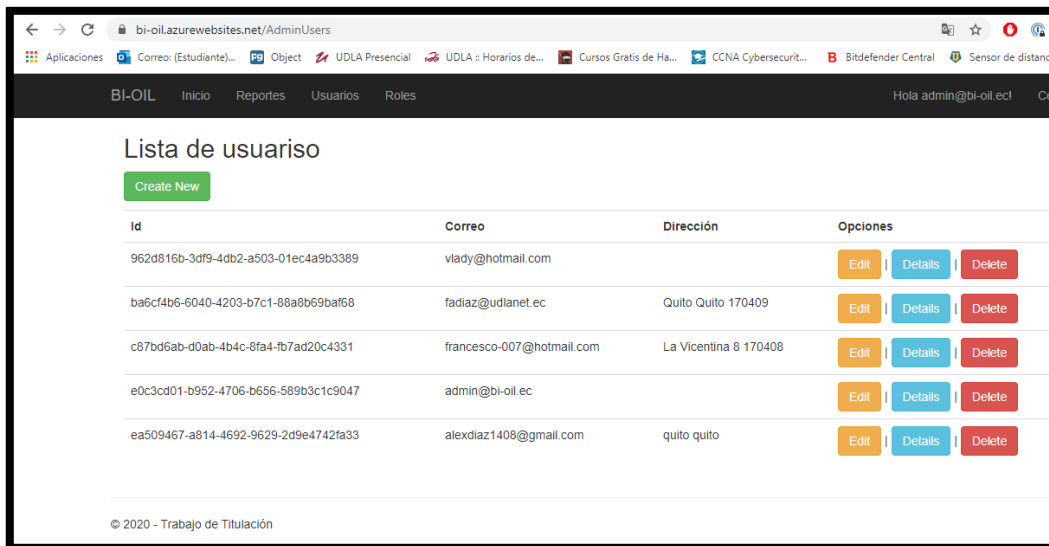 bi-oil.azurewebsites.net/AdminUsers
Aplicaciones Correo: (Estudiante)... Object UDLA Presencial UDLA :: Horarios de... Cursos Gratis de Ha... CCNA Cybersecurit... B Bitdefender Central Sensor de distanc
BI-OIL Inicio Reportes Usuarios Roles Hola admin@bi-oil.ec! Ce
Lista de usuariso
Create New
Id Correo Dirección Opciones
962d816b-3df9-4db2-a503-01ec4a9b3389 vlady@hotmail.com Edit | Details | Delete
ba6cf4b6-6040-4203-b7c1-88a8b69baf68 fadiaz@udlanet.ec Quito Quito 170409 Edit | Details | Delete
c87bd6ab-d0ab-4b4c-8fa4-fb7ad20c4331 francesco-007@hotmail.com La Vicentina 8 170408 Edit | Details | Delete
e0c3cd01-b952-4706-b656-589b3c1c9047 admin@bi-oil.ec Edit | Details | Delete
ea509467-a814-4692-9629-2d9e4742fa33 alexdiaz1408@gmail.com quito quito Edit | Details | Delete
© 2020 - Trabajo de Titulación